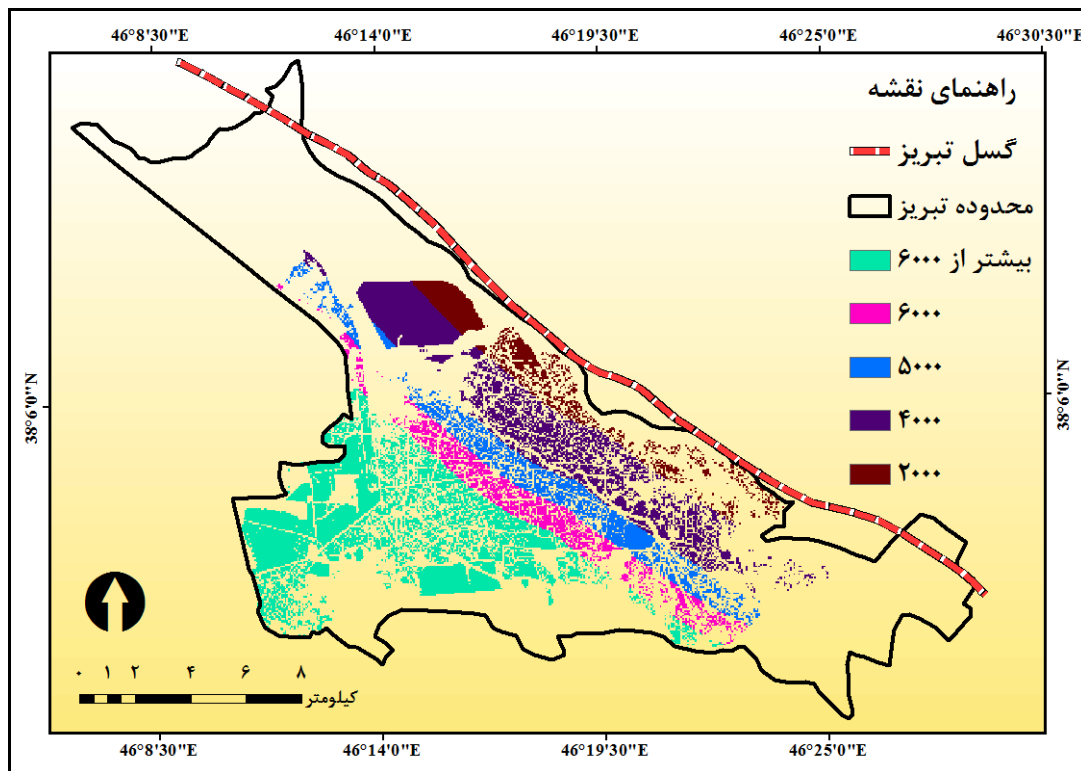 46°8'30"E 46°14'0"E 46°19'30"E 46°25'0"E 46°30'30"E
راهنمای نقشه
گسل تبریز
محدوده تبریز
بیشتر از ۶۰۰۰
۶۰۰۰
۵۰۰۰
۴۰۰۰
۲۰۰۰
38°6'0"N
38°6'0"N
۰ ۱ ۲ ۴ ۶ ۸
کیلومتر
46°8'30"E 46°14'0"E 46°19'30"E 46°25'0"E